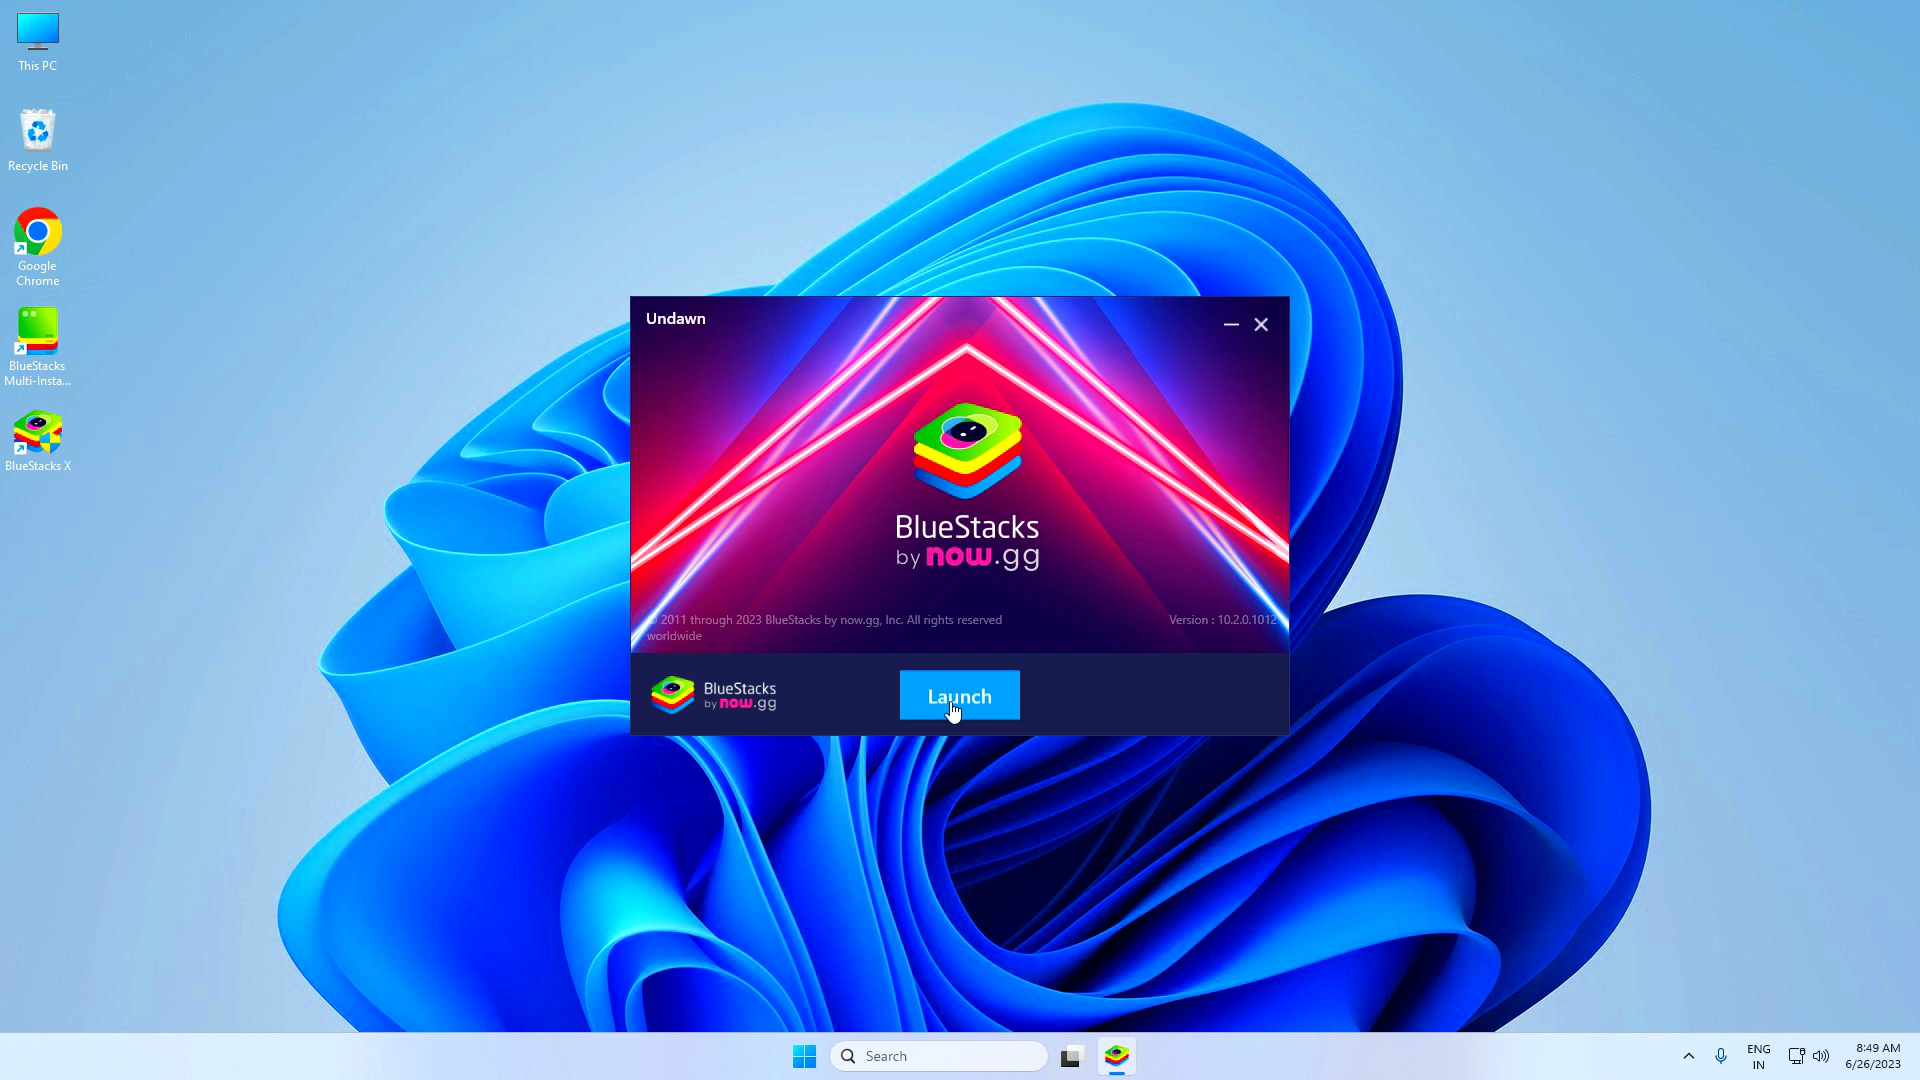 This PC
Recycle Bin
Google
Chrome
BlueStacks
Multi-Insta...
BlueStacks X
Undawn
BlueStacks
by now.gg
© 2011 through 2023 BlueStacks by now.gg, Inc. All rights reserved
worldwide
Version : 10.2.0.1012
BlueStacks
by now.gg
Launch
Search
ENG
IN
8:49 AM
6/26/2023